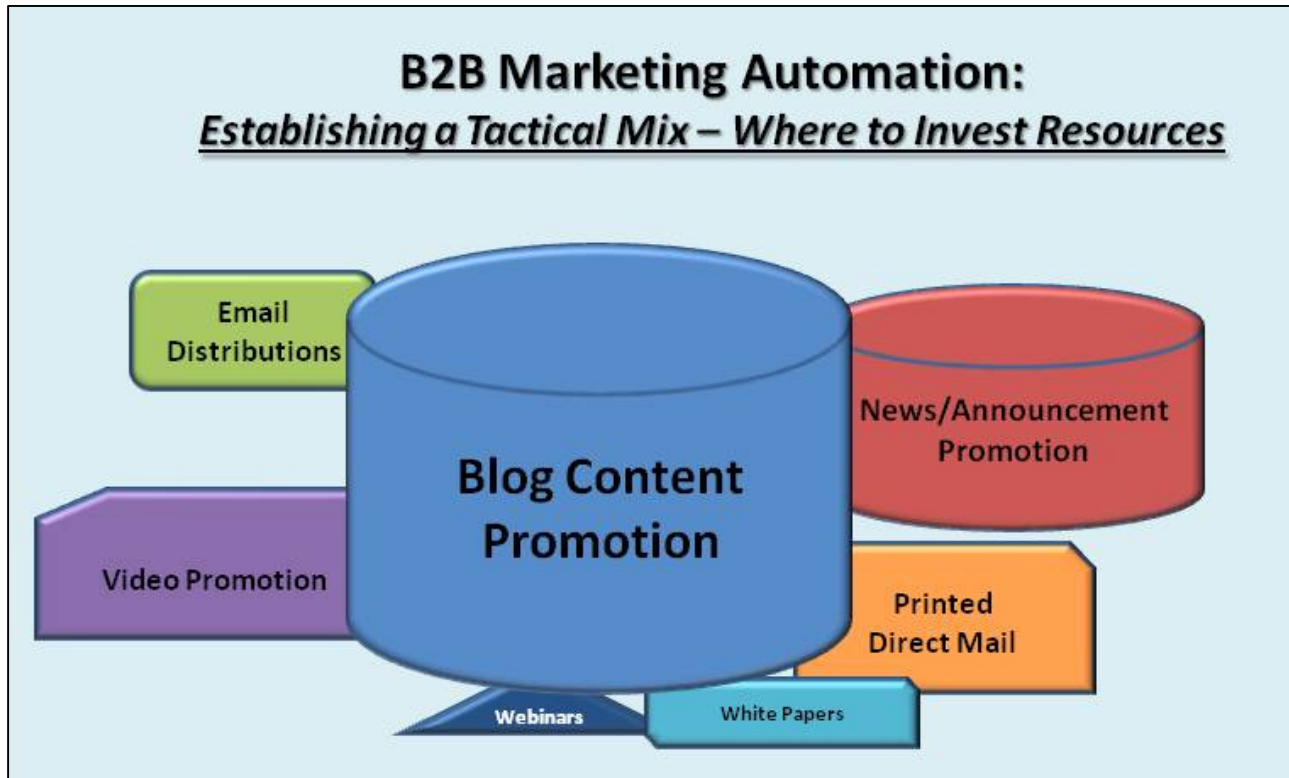 B2B Marketing Automation:
Establishing a Tactical Mix – Where to Invest Resources
Email
Distributions
Blog Content
Promotion
News/Announcement
Promotion
Video Promotion
Printed
Direct Mail
Webinars
White Papers